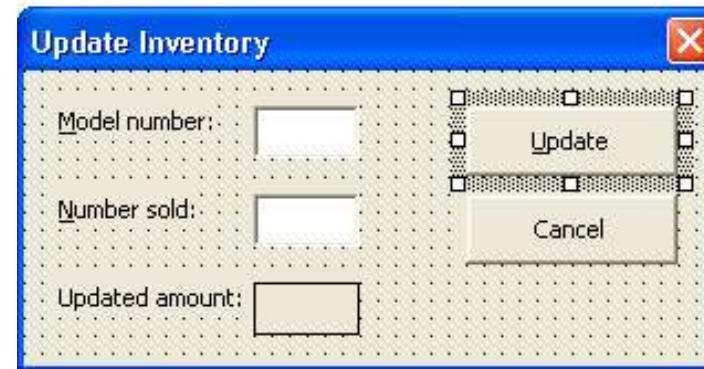 Update Inventory
Model number:
Update
Number sold:
Cancel
Updated amount: